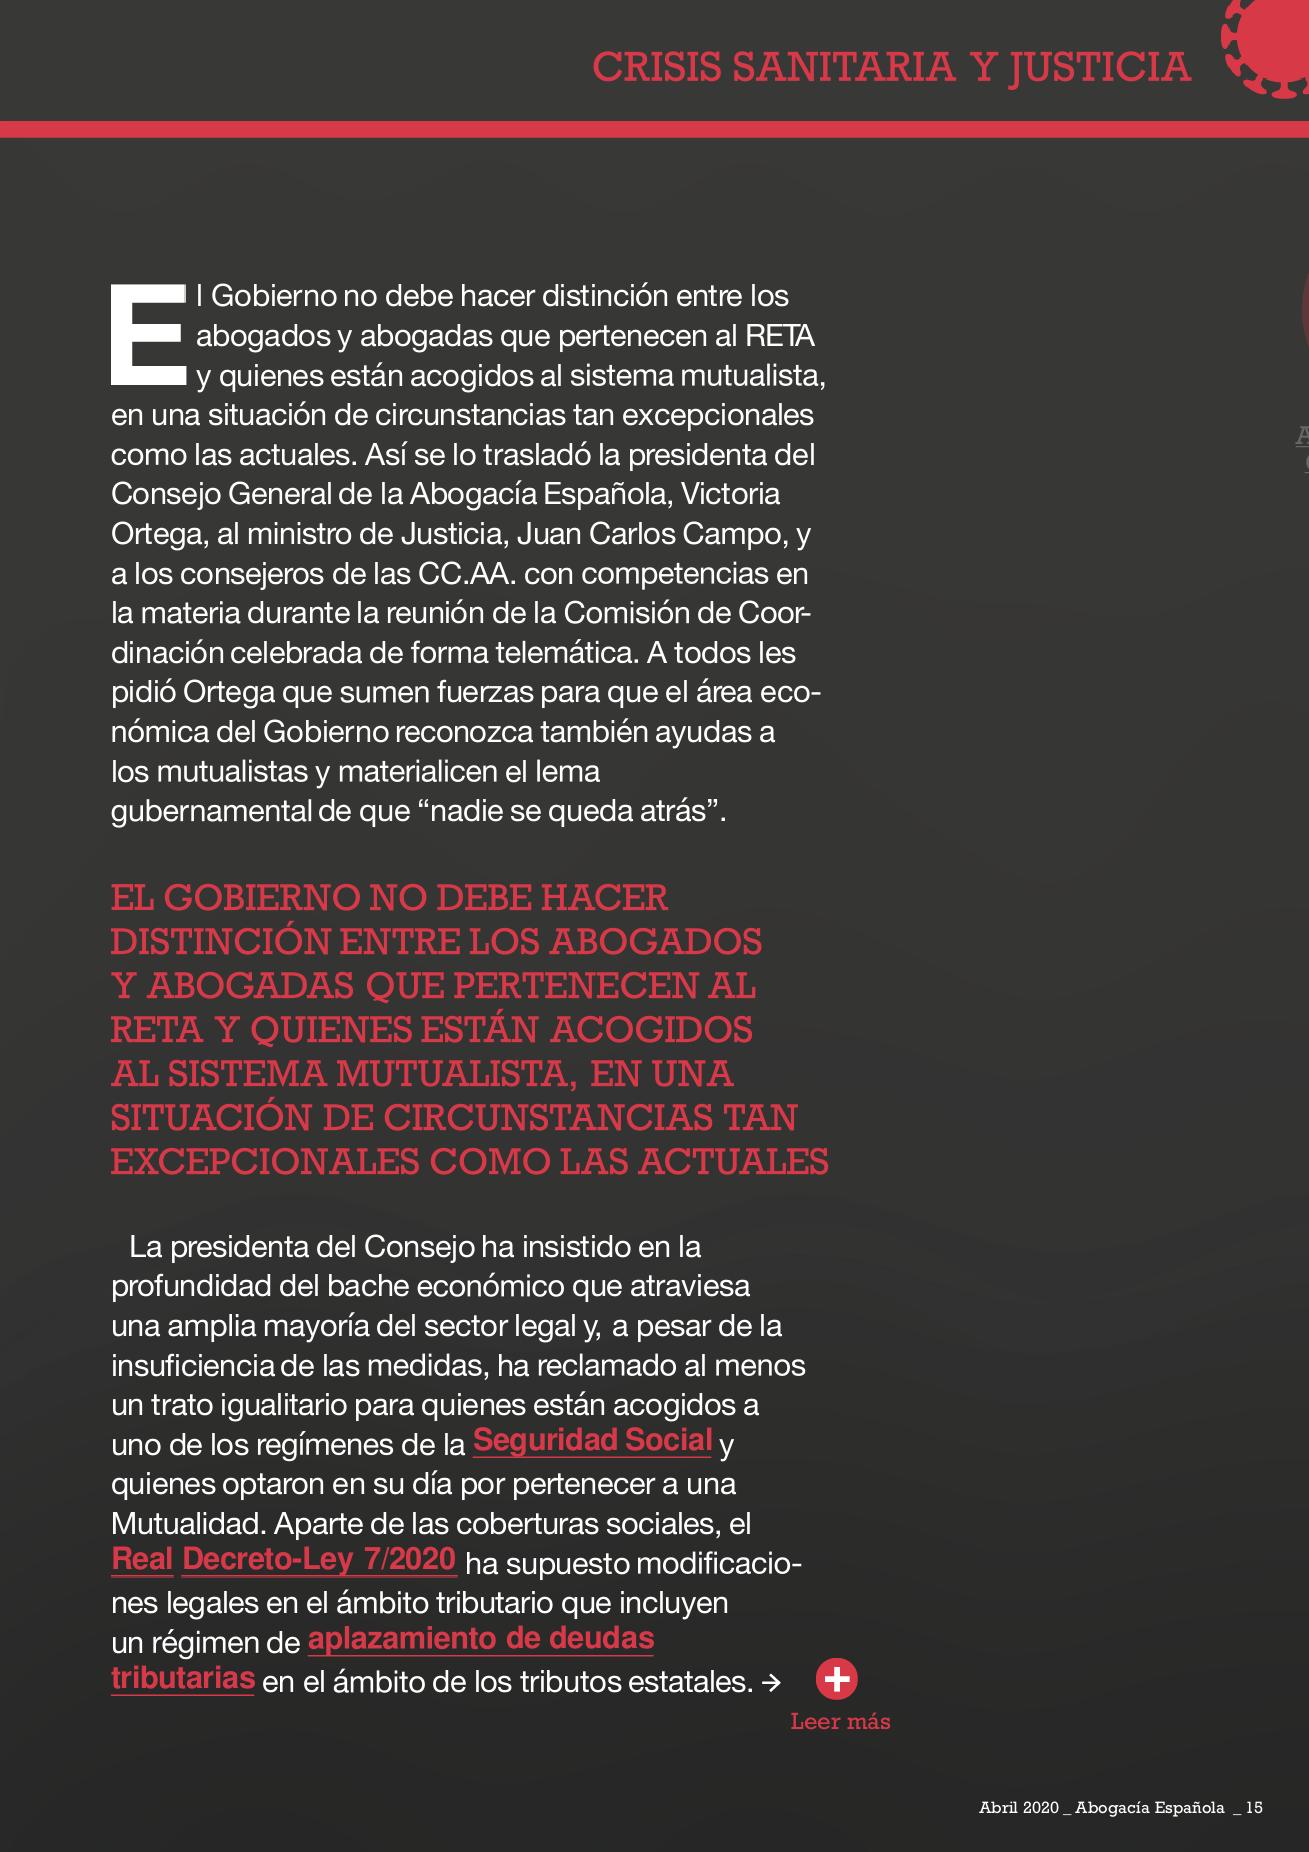 CRISIS SANITARIA Y JUSTICIA
El Gobierno no debe hacer distinción entre los
abogados y abogadas que pertenecen al RETA
y quienes están acogidos al sistema mutualista,
en una situación de circunstancias tan excepcionales
como las actuales. Así se lo trasladó la presidenta del
Consejo General de la Abogacía Española, Victoria
Ortega, al ministro de Justicia, Juan Carlos Campo, y
a los consejeros de las CC.AA. con competencias en
la materia durante la reunión de la Comisión de Coor-
dinación celebrada de forma telemática. A todos les
pidió Ortega que sumen fuerzas para que el área eco-
nómica del Gobierno reconozca también ayudas a
los mutualistas y materialicen el lema
gubernamental de que “nadie se queda atrás”.
EL GOBIERNO NO DEBE HACER
DISTINCIÓN ENTRE LOS ABOGADOS
Y ABOGADAS QUE PERTENECEN AL
RETA Y QUIENES ESTÁN ACOGIDOS
AL SISTEMA MUTUALISTA, EN UNA
SITUACIÓN DE CIRCUNSTANCIAS TAN
EXCEPCIONALES COMO LAS ACTUALES
La presidenta del Consejo ha insistido en la
profundidad del bache económico que atraviesa
una amplia mayoría del sector legal y, a pesar de la
insuficiencia de las medidas, ha reclamado al menos
un trato igualitario para quienes están acogidos a
uno de los regímenes de la Seguridad Social y
quienes optaron en su día por pertenecer a una
Mutualidad. Aparte de las coberturas sociales, el
Real Decreto-Ley 7/2020 ha supuesto modificacio-
nes legales en el ámbito tributario que incluyen
un régimen de aplazamiento de deudas
tributarias en el ámbito de los tributos estatales. →
Leer más
Abril 2020 _ Abogacía Española _ 15